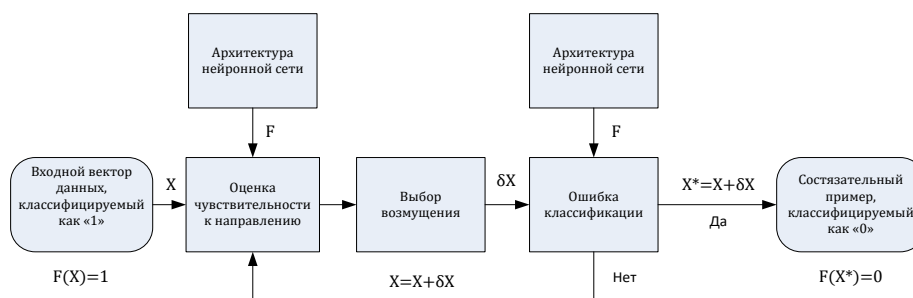 Архитектура
нейронной сети
Архитектура
нейронной сети
F
F
Входной вектор
данных,
классифицируемый
как «1»
X
Оценка
чувствительности
к направлению
Выбор
возмущения
δX
Ошибка
классификации
X*=X+δX
Да
Состязательный
пример,
классифицируемый
как «0»
F(X)=1
X=X+δX
Нет
F(X*)=0